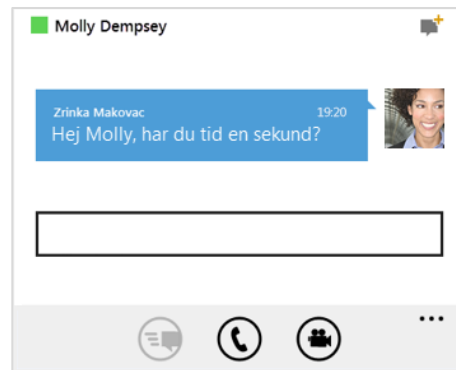 Molly Dempsey
Zrinka Makovac 19:20
Hej Molly, har du tid en sekund?